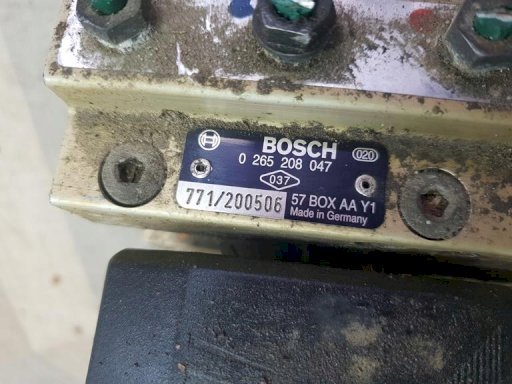 BOSCH
020
0 265 208 047
037
771/200506
57 BOX AA Y1
Made in Germany